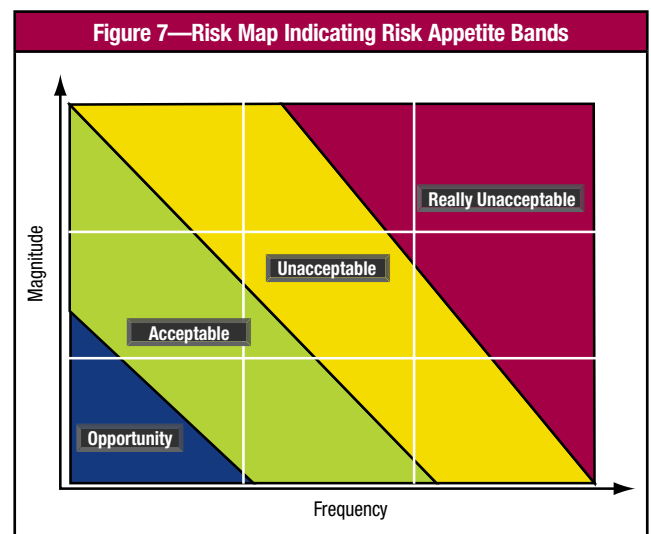 Figure 7—Risk Map Indicating Risk Appetite Bands
Really Unacceptable
Magnitude
Unacceptable
Acceptable
Opportunity
Frequency